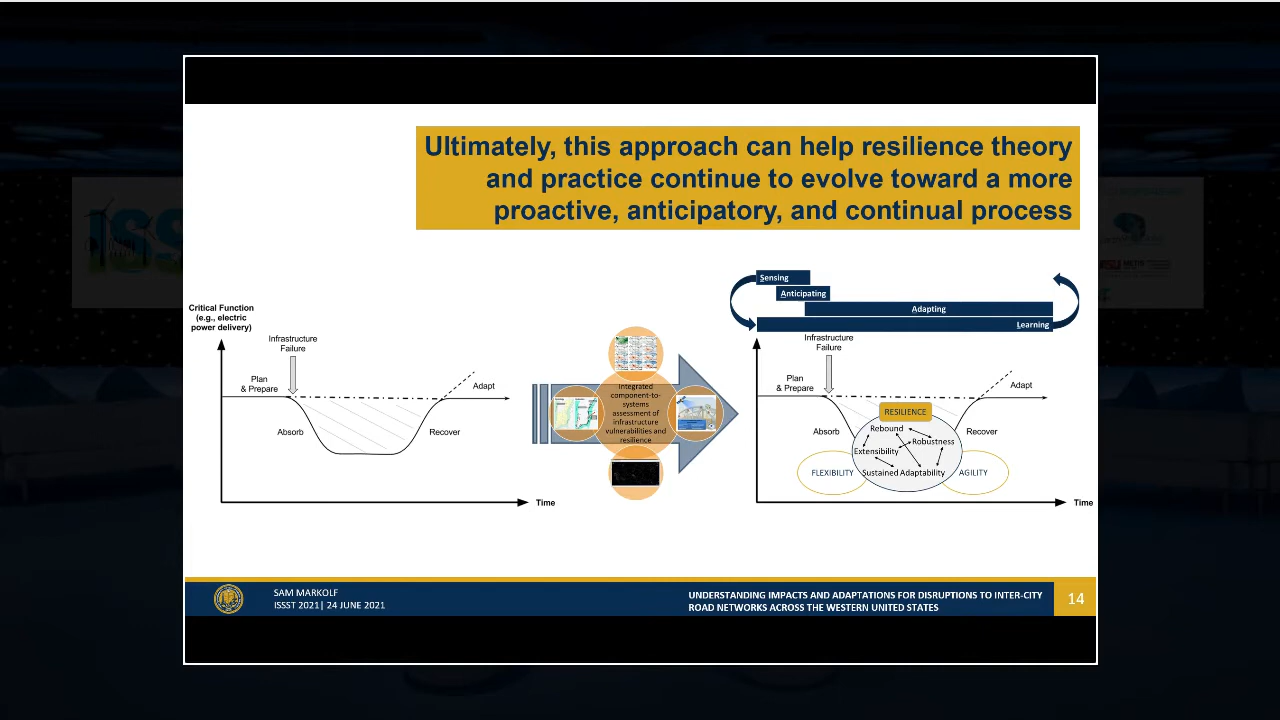 Ultimately, this approach can help resilience theory
and practice continue to evolve toward a more
proactive, anticipatory, and continual process
ISS
Critical Function
(e.g., electric
power delivery)
Infrastructure
Failure
Plan
& Prepare
Absorb
Recover
Adapt
Time
Integrated
component-to-
systems
assessment of
infrastructure
vulnerabilities and
resilience
Sensing
Anticipating
Adapting
Learning
Infrastructure
Failure
Plan
& Prepare
Absorb
Recover
Adapt
RESILIENCE
Rebound
Robustness
Extensibility
Sustained Adaptability
FLEXIBILITY
AGILITY
Time
SAM MARKOLF
ISSST 2021| 24 JUNE 2021
UNDERSTANDING IMPACTS AND ADAPTATIONS FOR DISRUPTIONS TO INTER-CITY
ROAD NETWORKS ACROSS THE WESTERN UNITED STATES
14